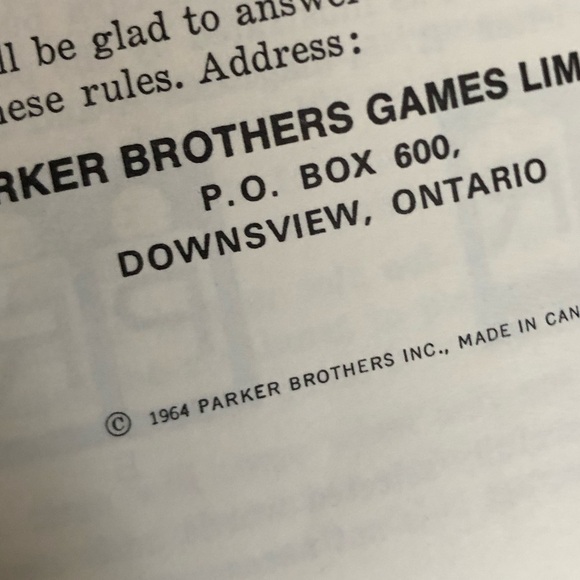 ll be glad to answer
hese rules. Address:
RKER BROTHERS GAMES LIM
P.O. BOX 600,
DOWNSVIEW, ONTARIO
© 1964 PARKER BROTHERS INC., MADE IN CAN